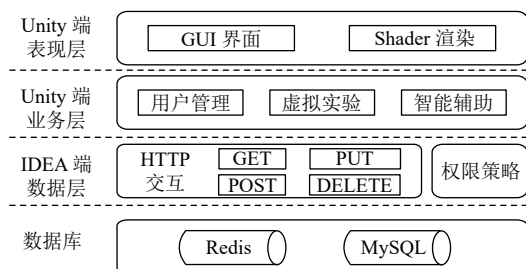 Unity 端
表现层
GUI 界面
Shader 渲染
Unity 端
业务层
用户管理
虚拟实验
智能辅助
IDEA 端
数据层
HTTP
交互
GET
PUT
POST
DELETE
权限策略
数据库
Redis
MySQL